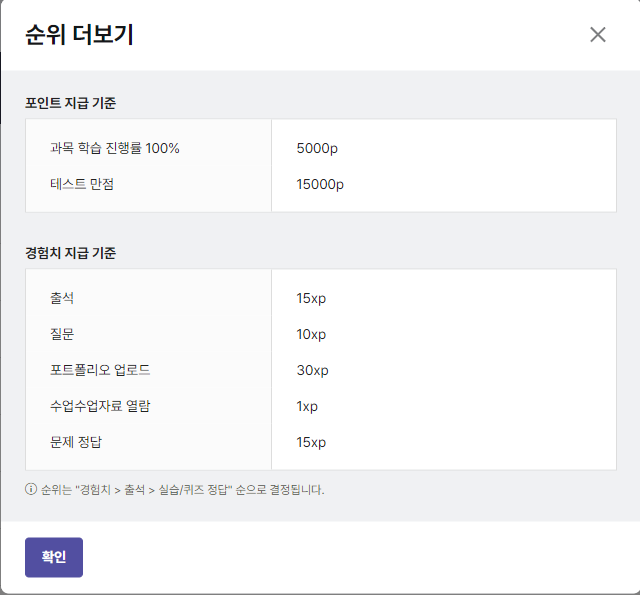 순위 더보기
포인트 지급 기준
과목 학습 진행률 100% 5000p
테스트 만점 15000p
경험치 지급 기준
출석 15xp
질문 10xp
포트폴리오 업로드 30xp
수업수업자료 열람 1xp
문제 정답 15xp
순위는 "경험치 > 출석 > 실습/퀴즈 정답" 순으로 결정됩니다.
확인